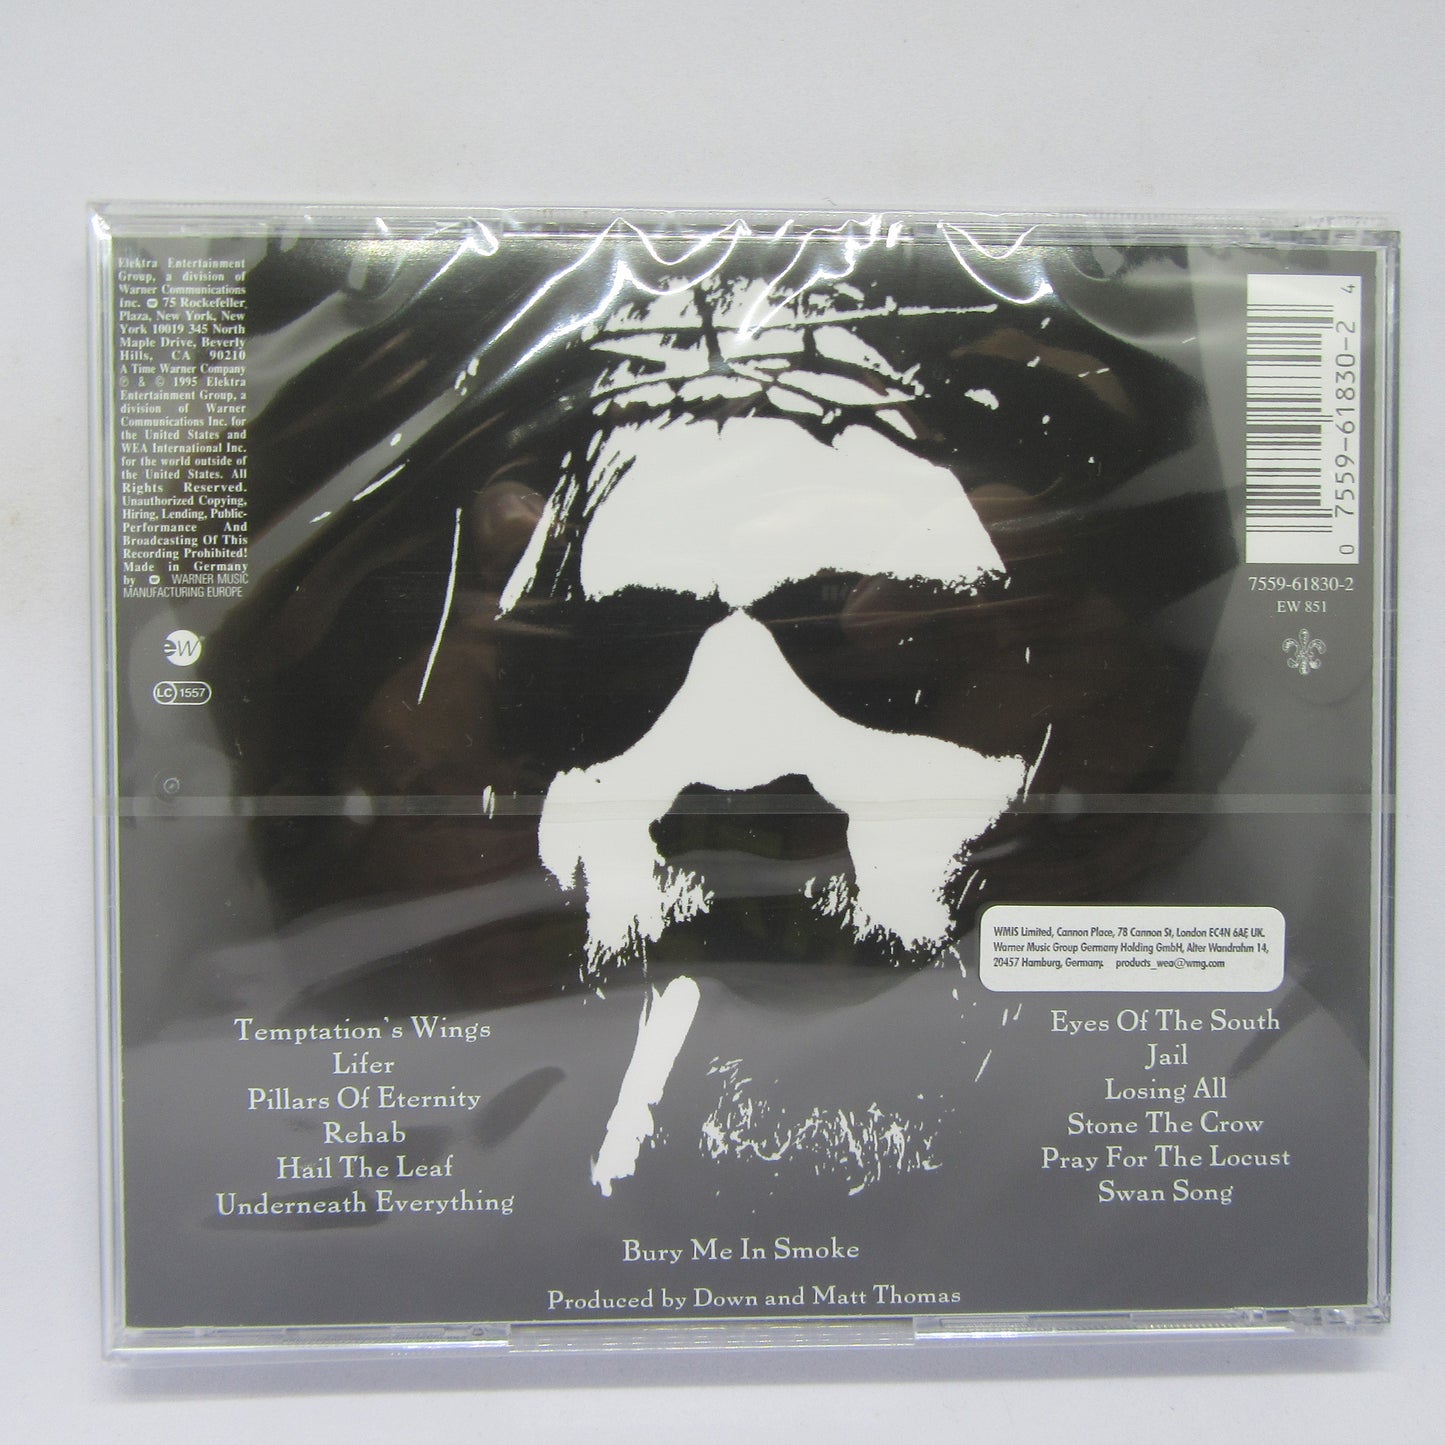 Elektra Entertainment
Group, a division of
Warner Communications
Inc. 75 Rockefeller
Plaza, New York, New
York 10019 345 North
Maple Drive, Beverly
Hills, CA 90210
A Time Warner Company
℗ & © 1995 Elektra
Entertainment Group, a
division of Warner
Communications Inc. for
the United States and
WEA International Inc.
for the world outside of
the United States. All
Rights Reserved.
Unauthorized Copying,
Hiring, Lending, Public-
Performance And
Broadcasting Of This
Recording Prohibited!
Made in Germany
by WARNER MUSIC
MANUFACTURING EUROPE
ew
LC 1557
0 7559-61830-2 4
7559-61830-2
EW 851
WMIS Limited, Cannon Place, 78 Cannon St, London EC4N 6AF, UK.
Warner Music Group Germany Holding GmbH, Alter Wandrahm 14,
20457 Hamburg, Germany. products_wea@wmg.com
Temptation's Wings
Lifer
Pillars Of Eternity
Rehab
Hail The Leaf
Underneath Everything
Eyes Of The South
Jail
Losing All
Stone The Crow
Pray For The Locust
Swan Song
Bury Me In Smoke
Produced by Down and Matt Thomas